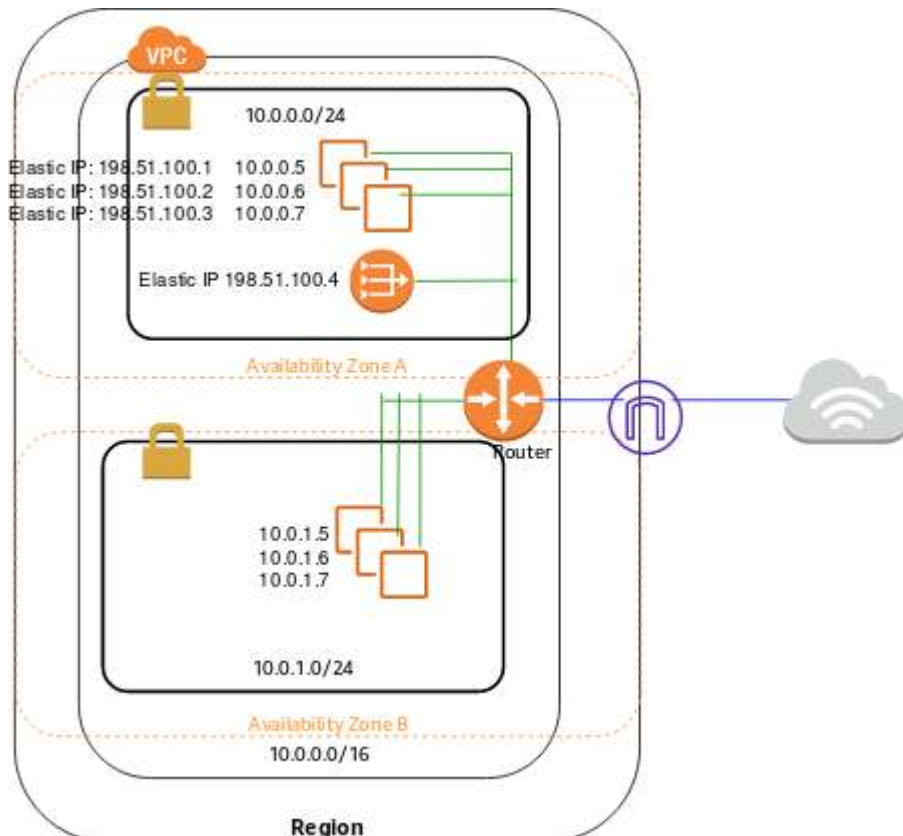 VPC
10.0.0.0/24
Elastic IP: 198.51.100.1 10.0.0.5
Elastic IP: 198.51.100.2 10.0.0.6
Elastic IP: 198.51.100.3 10.0.0.7
Elastic IP 198.51.100.4
Availability Zone A
Router
10.0.1.5
10.0.1.6
10.0.1.7
10.0.1.0/24
Availability Zone B
10.0.0.0/16
Region